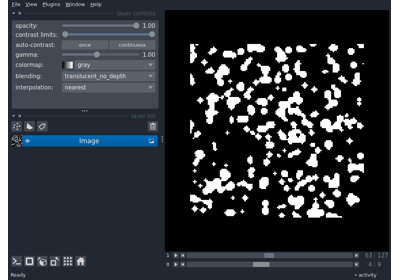 File View Plugins Window Help
layer controls
opacity: 1.00
contrast limits:
auto-contrast: once continuous
gamma: 1.00
colormap: gray
blending: translucent_no_depth
interpolation: nearest
layer list
Image
1 63 127
0 4 9
Ready activity